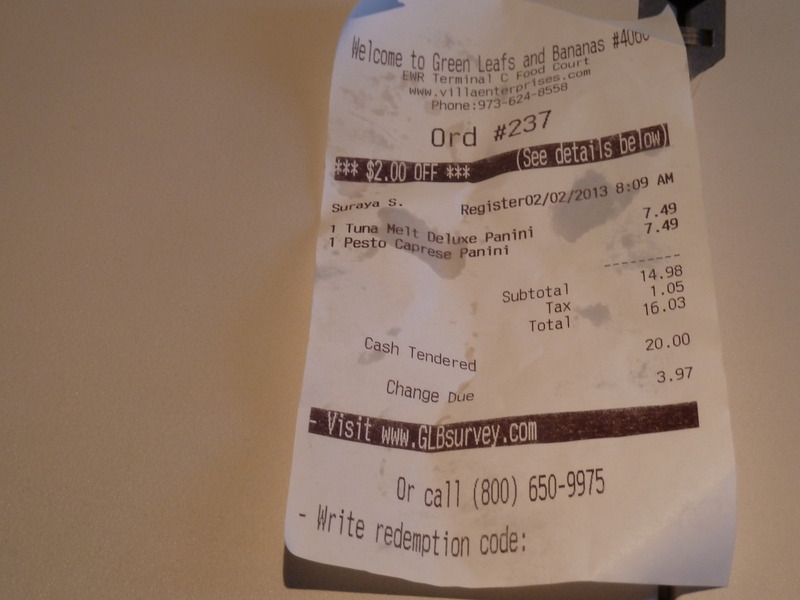 Welcome to Green Leafs and Bananas #4060
EWR Terminal C Food Court
www.villaenterprises.com
Phone:973-624-8558
Ord #237
*** $2.00 OFF *** (See details below)
Suraya S. Register02/02/2013 8:09 AM
1 Tuna Melt Deluxe Panini 7.49
1 Pesto Caprese Panini 7.49
---------
Subtotal 14.98
Tax 1.05
Total 16.03
Cash Tendered 20.00
Change Due 3.97
- Visit www.GLBsurvey.com
Or call (800) 650-9975
- Write redemption code: